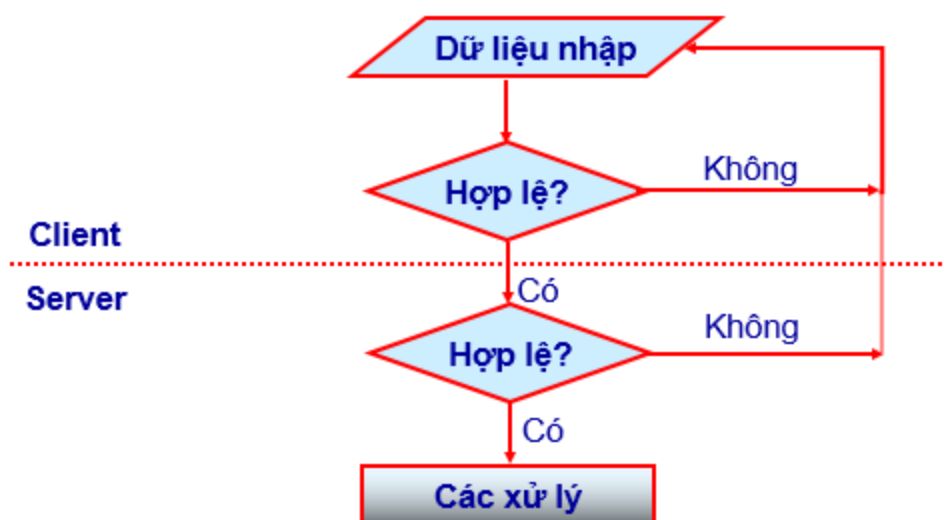 Dữ liệu nhập
Hợp lệ?
Không
Client
Server
Có
Hợp lệ?
Không
Có
Các xử lý